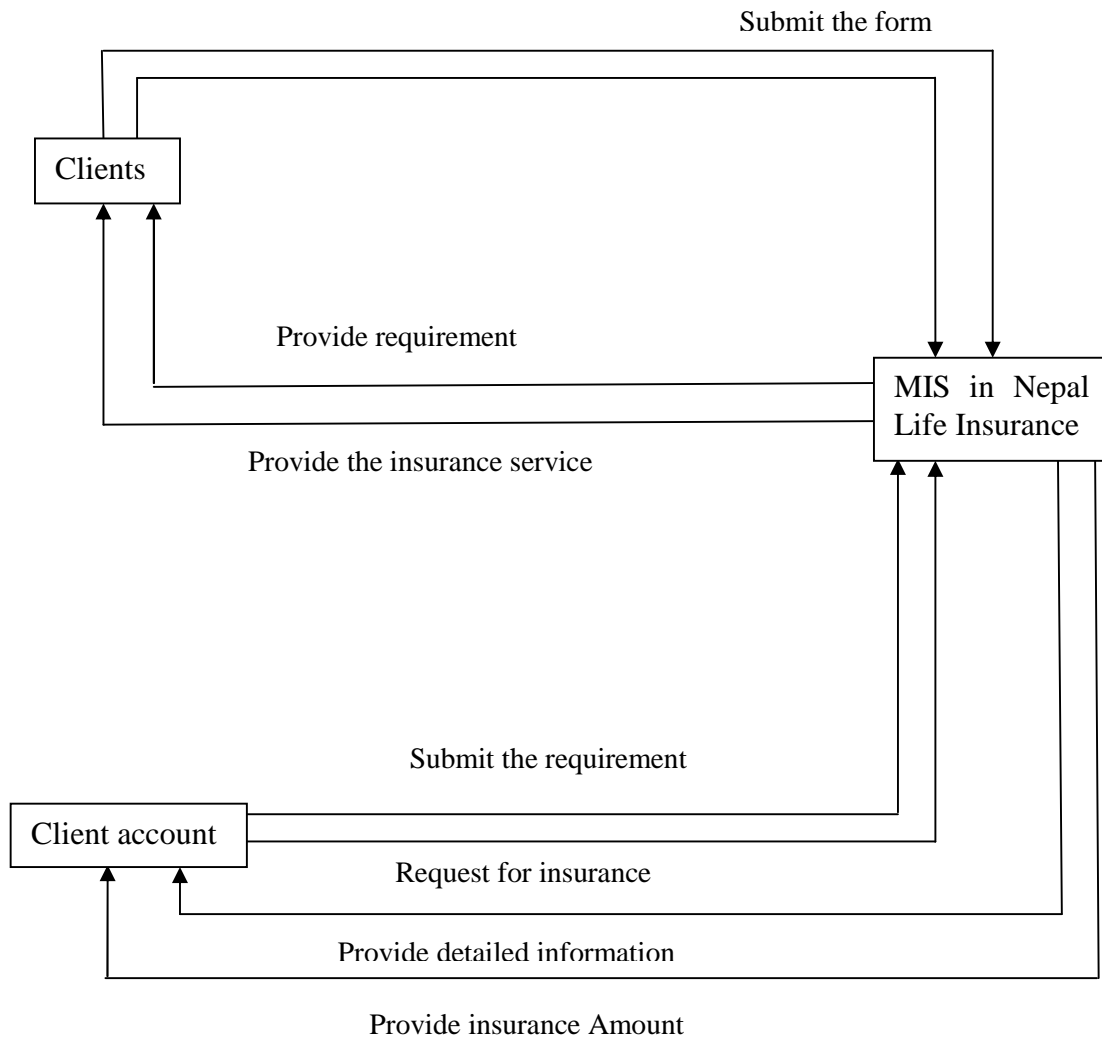 Submit the form
Clients
Provide requirement
MIS in Nepal
Life Insurance
Provide the insurance service
Submit the requirement
Client account
Request for insurance
Provide detailed information
Provide insurance Amount